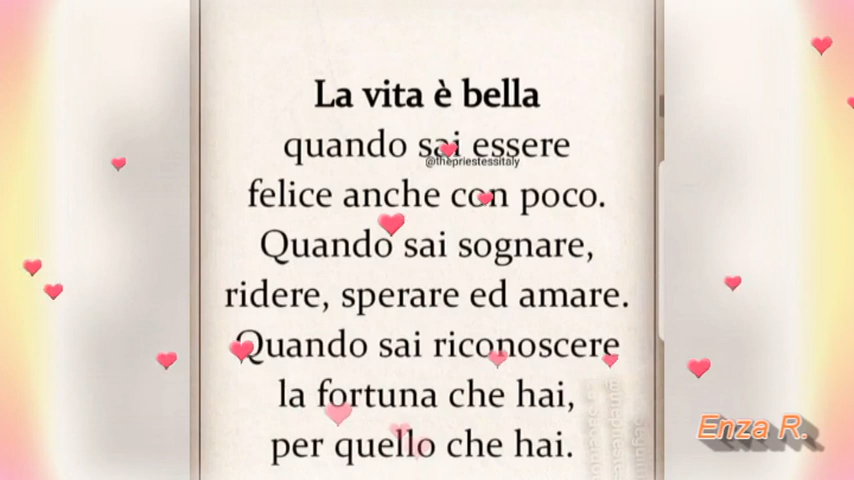 La vita è bella
quando sai essere
@thepriestessitaly
felice anche con poco.
Quando sai sognare,
ridere, sperare ed amare.
Quando sai riconoscere
la fortuna che hai,
per quello che hai.
Enza R.